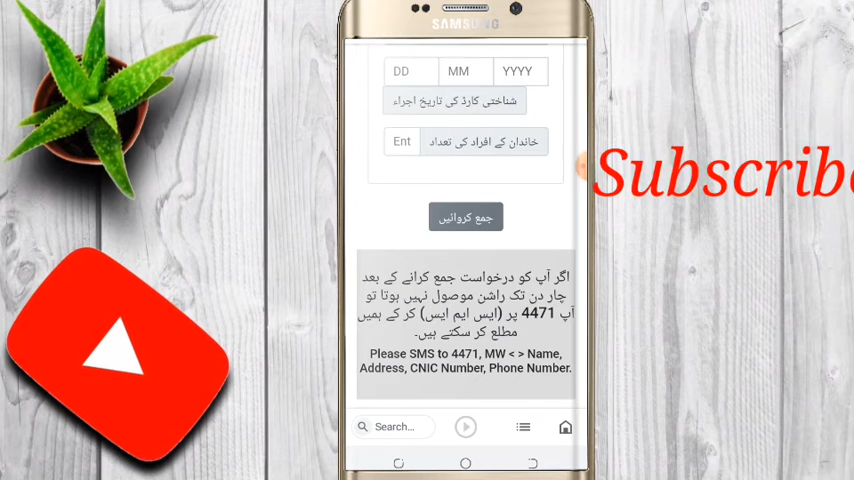 SAMSUNG
DD MM YYYY
شناختی کارڈ کی تاریخ اجراء
Ent خاندان کے افراد کی تعداد
Subscribe
جمع کروائیں
اگر آپ کو درخواست جمع کرانے کے بعد
چار دن تک راشن موصول نہیں ہوتا تو
آپ 4471 پر (ایس ایم ایس) کر کے ہمیں
مطلع کر سکتے ہیں۔
Please SMS to 4471, MW < > Name,
Address, CNIC Number, Phone Number.
Search...